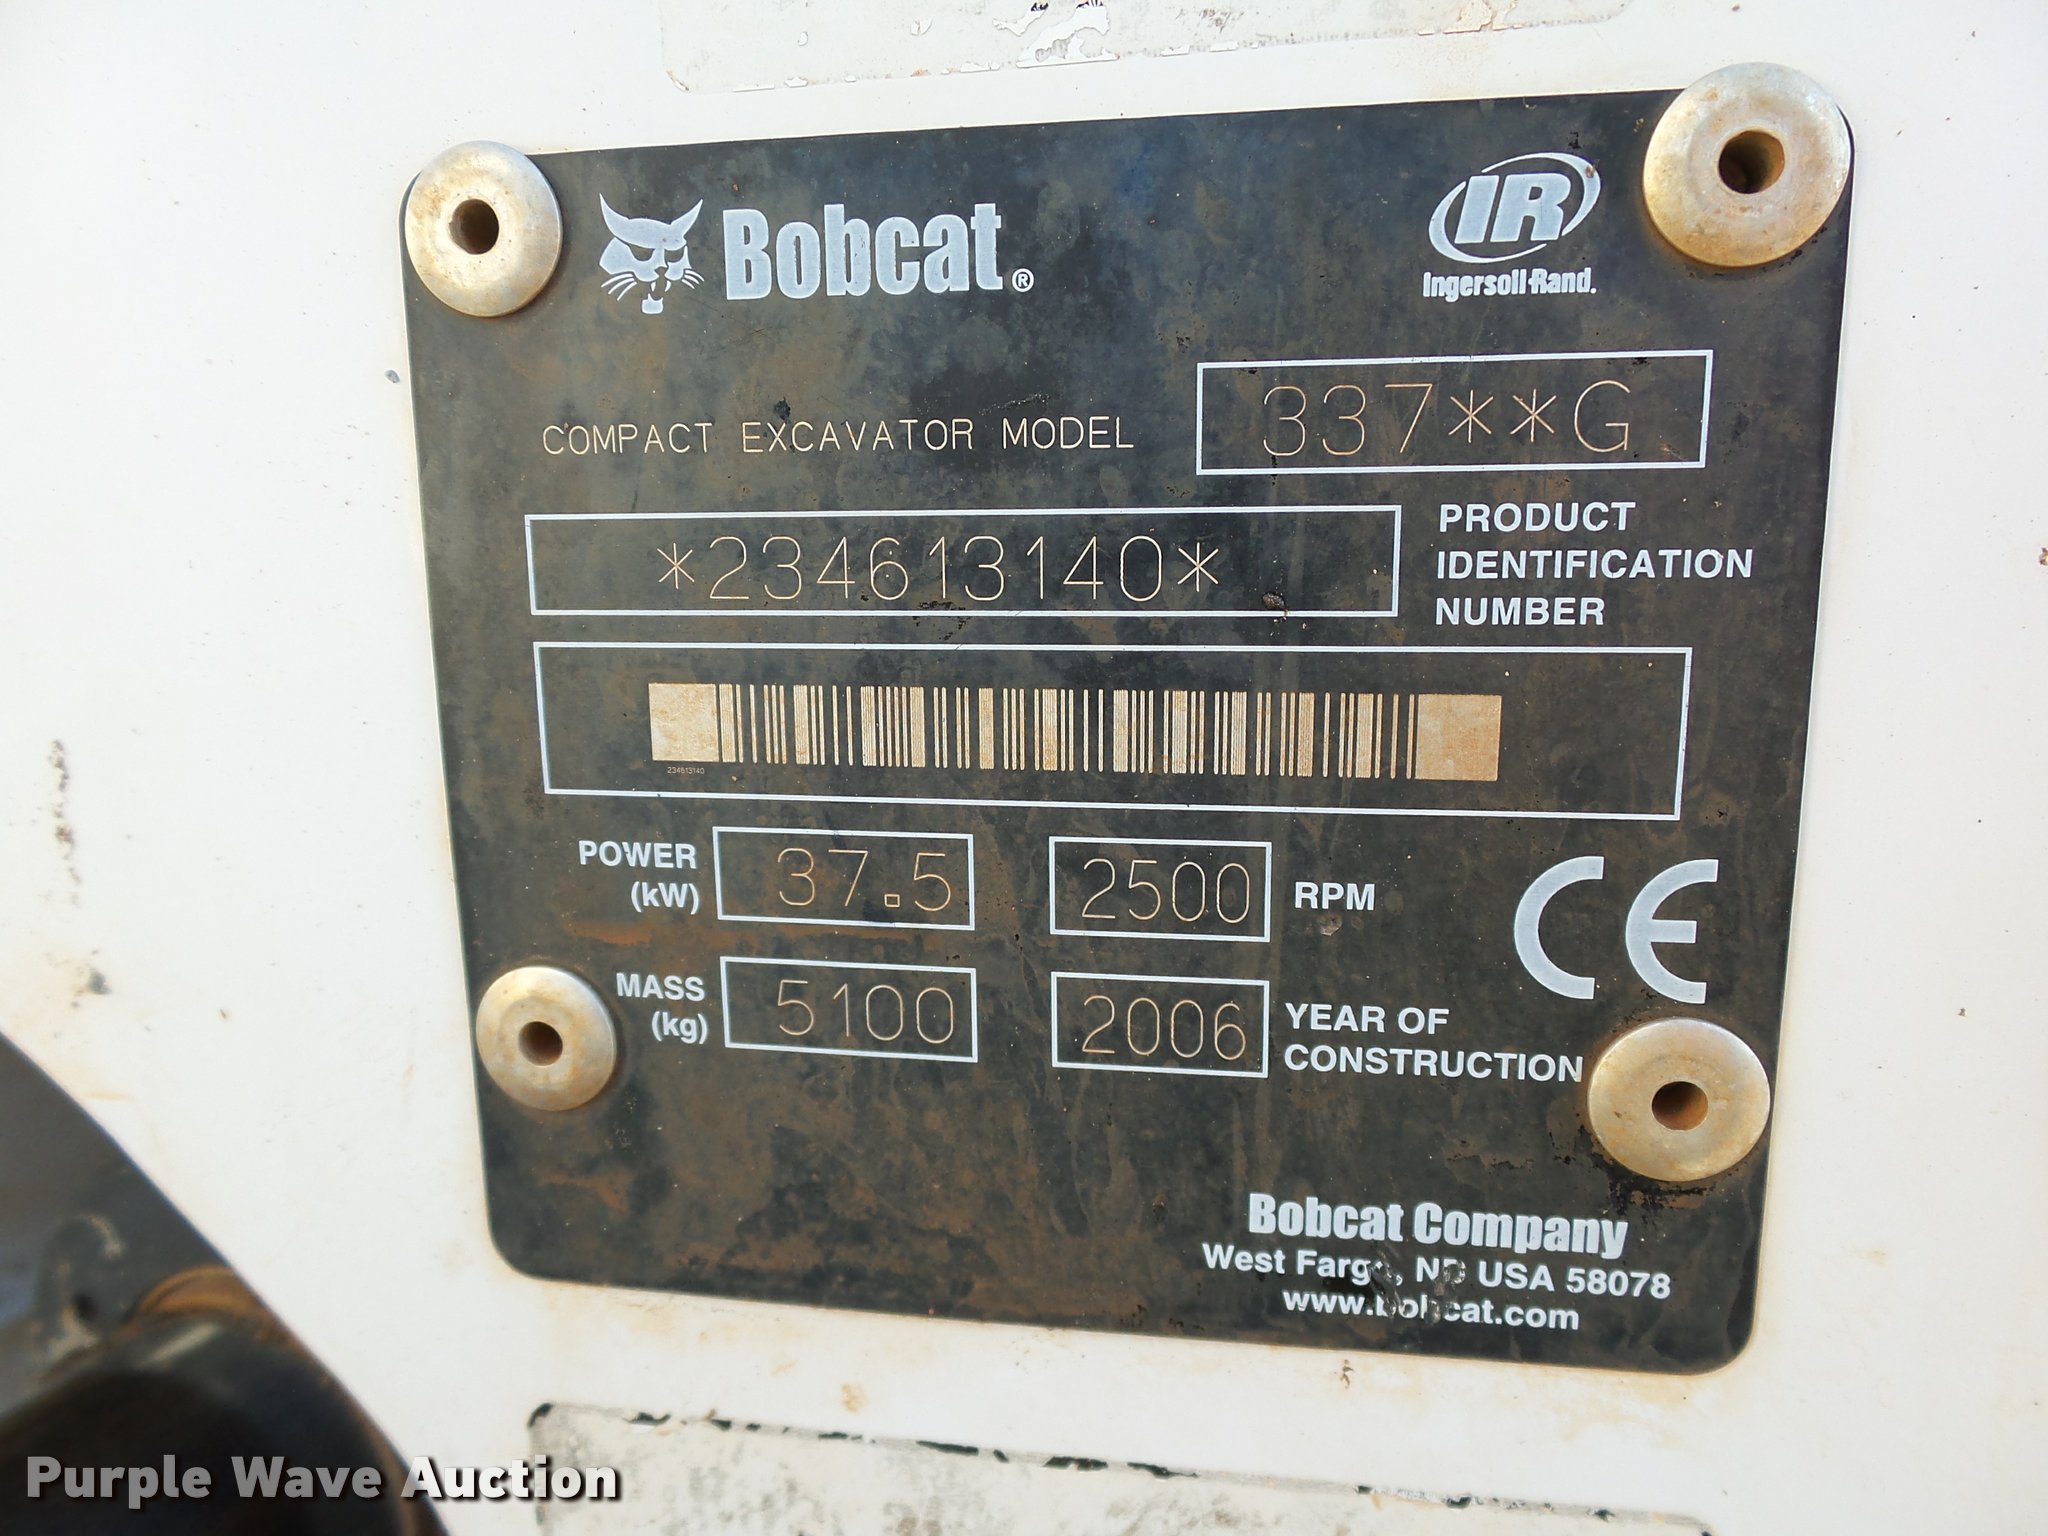 Bobcat®
IR
Ingersoll-Rand.
COMPACT EXCAVATOR MODEL 337**G
*234613140* PRODUCT
IDENTIFICATION
NUMBER
234613140
POWER
(kW) 37.5 2500 RPM
CE
MASS
(kg) 5100 2006 YEAR OF
CONSTRUCTION
Bobcat Company
West Fargo, ND USA 58078
www.bobcat.com
Purple Wave Auction